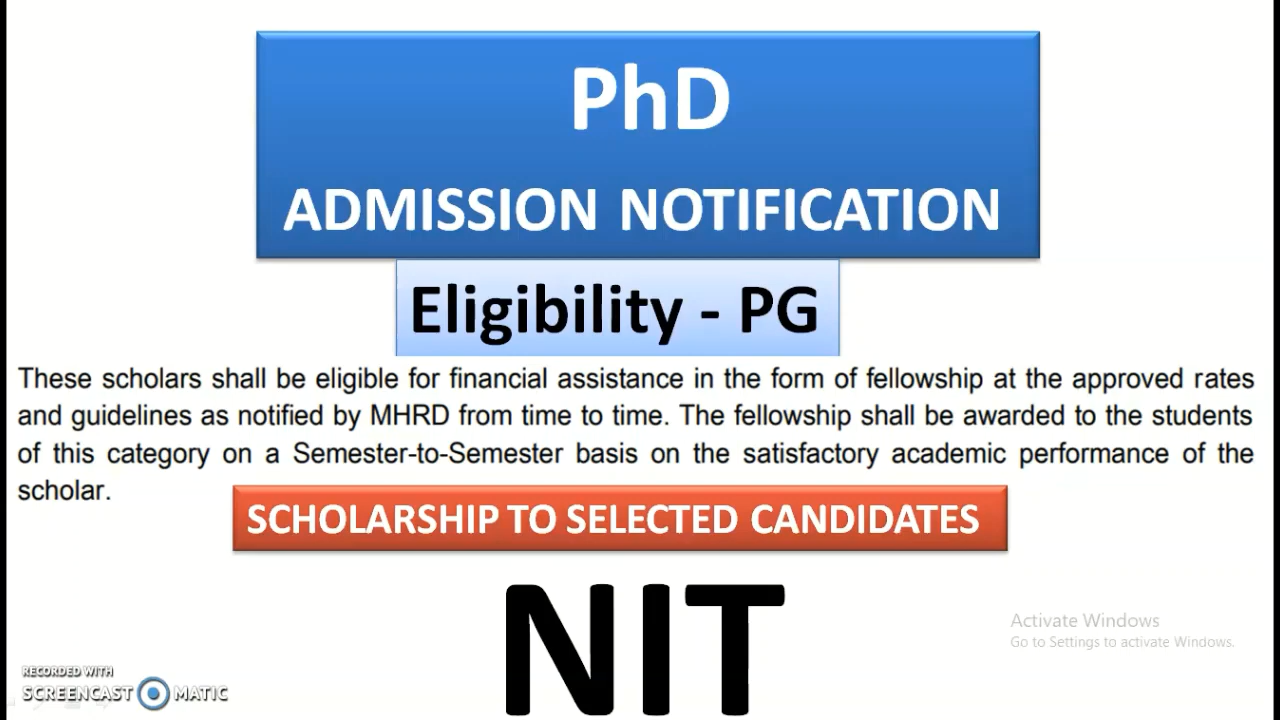 PhD
ADMISSION NOTIFICATION
Eligibility - PG
These scholars shall be eligible for financial assistance in the form of fellowship at the approved rates
and guidelines as notified by MHRD from time to time. The fellowship shall be awarded to the students
of this category on a Semester-to-Semester basis on the satisfactory academic performance of the
scholar.
SCHOLARSHIP TO SELECTED CANDIDATES
NIT
Activate Windows
Go to Settings to activate Windows.
RECORDED WITH
SCREENCAST MATIC